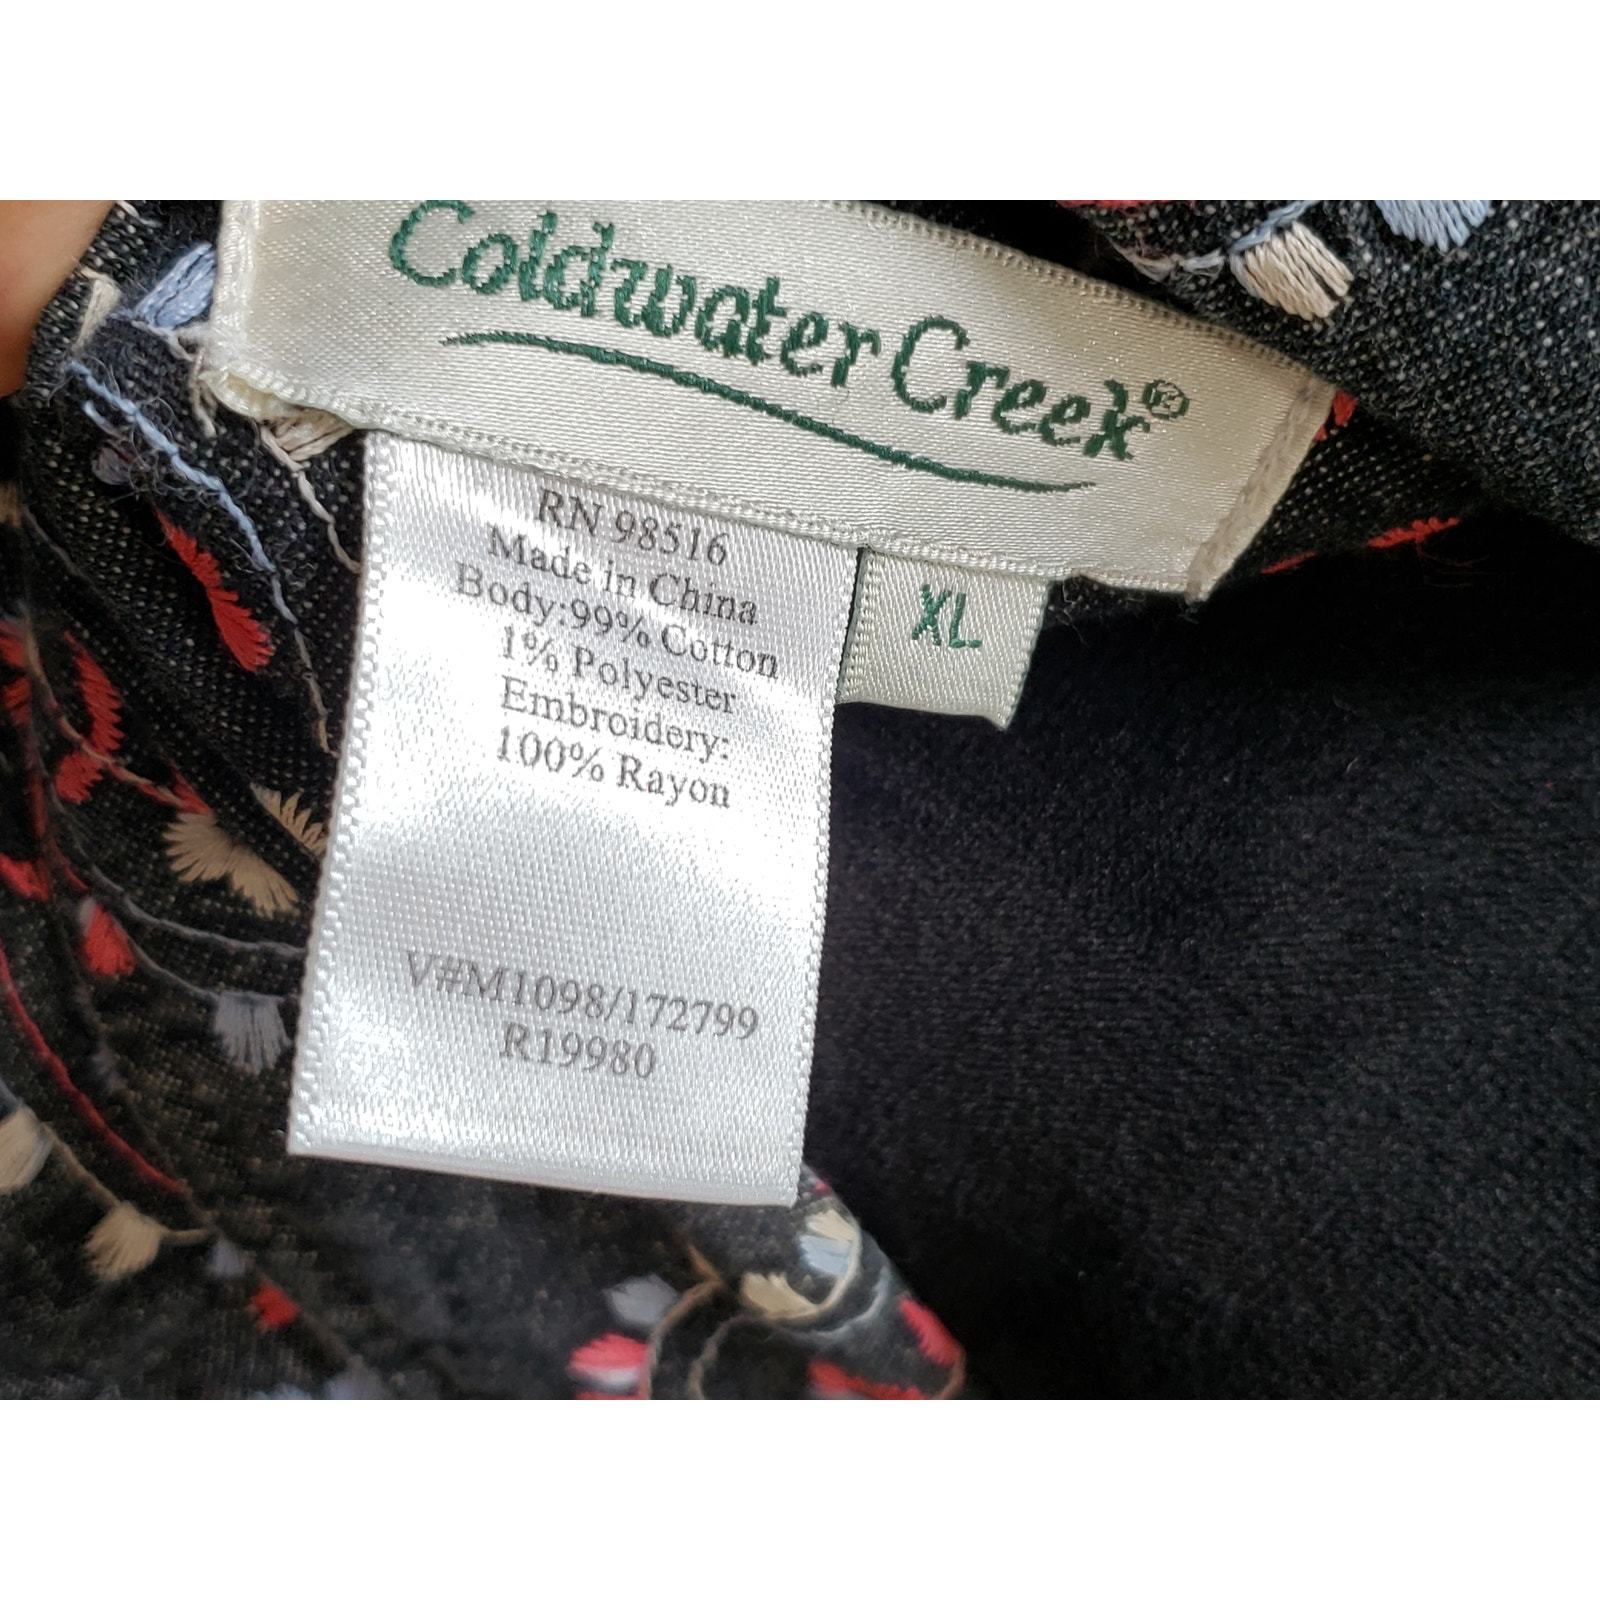 Coldwater Creek®
XL
RN 98516
Made in China
Body:99% Cotton
1% Polyester
Embroidery:
100% Rayon
V#M1098/172799
R19980